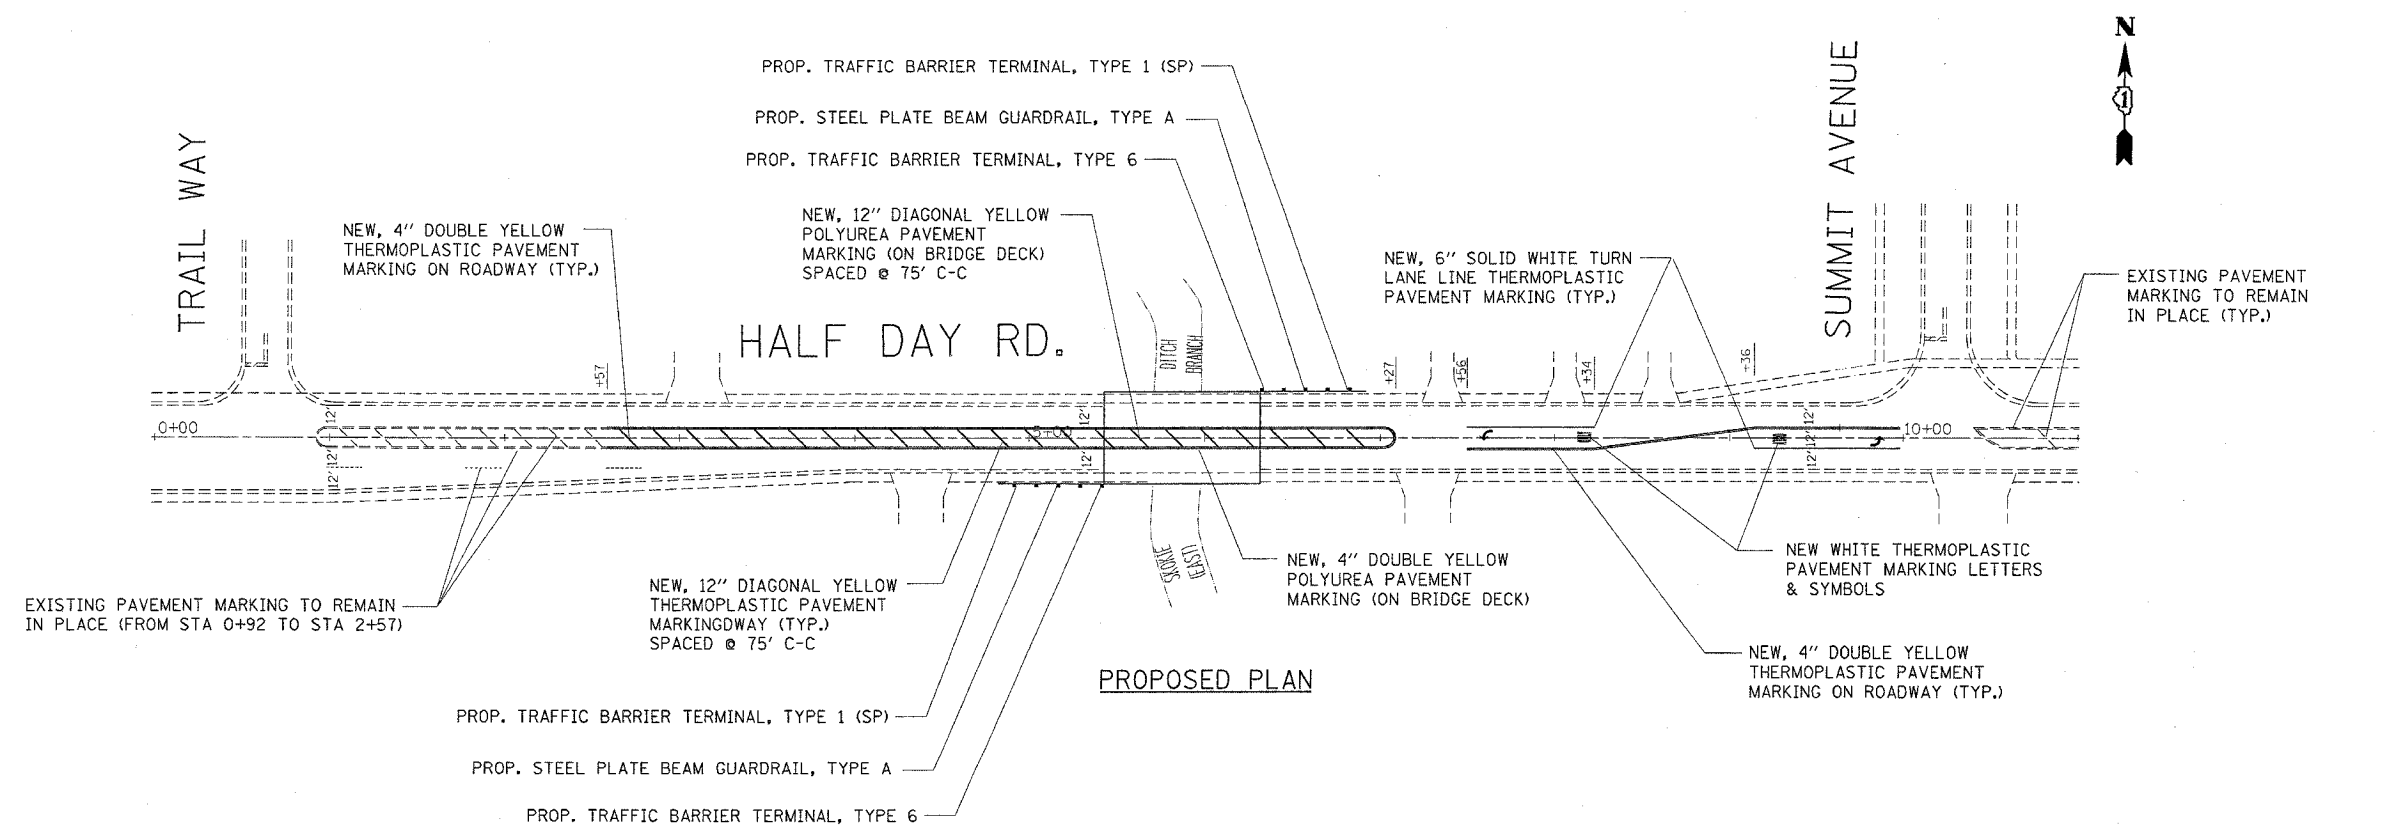 N
PROP. TRAFFIC BARRIER TERMINAL, TYPE 1 (SP)
PROP. STEEL PLATE BEAM GUARDRAIL, TYPE A
PROP. TRAFFIC BARRIER TERMINAL, TYPE 6
TRAIL WAY
SUMMIT AVENUE
NEW, 4" DOUBLE YELLOW
THERMOPLASTIC PAVEMENT
MARKING ON ROADWAY (TYP.)
NEW, 12" DIAGONAL YELLOW
POLYUREA PAVEMENT
MARKING (ON BRIDGE DECK)
SPACED @ 75' C-C
NEW, 6" SOLID WHITE TURN
LANE LINE THERMOPLASTIC
PAVEMENT MARKING (TYP.)
EXISTING PAVEMENT
MARKING TO REMAIN
IN PLACE (TYP.)
HALF DAY RD.
DITCH
BRANCH
+57
+27
+56
+34
+36
0+00
12'
12'
12'
12'
12'
12'
12'
12'
10+00
SKOKIE
(EAST)
EXISTING PAVEMENT MARKING TO REMAIN
IN PLACE (FROM STA 0+92 TO STA 2+57)
NEW, 12" DIAGONAL YELLOW
THERMOPLASTIC PAVEMENT
MARKINGDWAY (TYP.)
SPACED @ 75' C-C
NEW, 4" DOUBLE YELLOW
POLYUREA PAVEMENT
MARKING (ON BRIDGE DECK)
NEW WHITE THERMOPLASTIC
PAVEMENT MARKING LETTERS
& SYMBOLS
NEW, 4" DOUBLE YELLOW
THERMOPLASTIC PAVEMENT
MARKING ON ROADWAY (TYP.)
PROPOSED PLAN
PROP. TRAFFIC BARRIER TERMINAL, TYPE 1 (SP)
PROP. STEEL PLATE BEAM GUARDRAIL, TYPE A
PROP. TRAFFIC BARRIER TERMINAL, TYPE 6